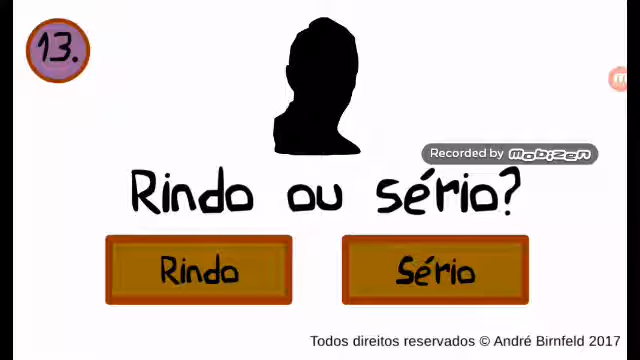 13.
Recorded by mobizen
Rindo ou sério?
Rindo
Sério
Todos direitos reservados © André Birnfeld 2017